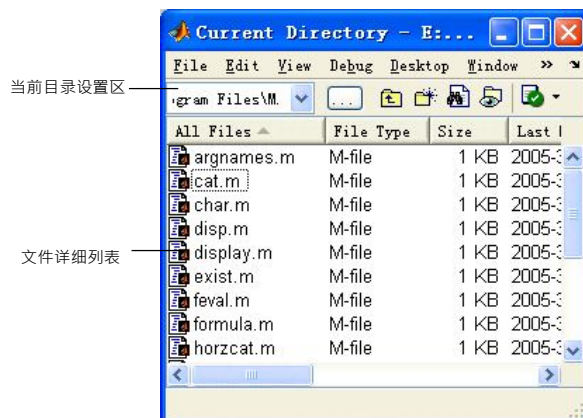 Current Directory - E:...
File Edit View Debug Desktop Window »
当前目录设置区
gram Files\M. ...
All Files File Type Size Last
argnames.m M-file 1 KB 2005-3
cat.m M-file 1 KB 2005-3
char.m M-file 1 KB 2005-3
disp.m M-file 1 KB 2005-3
文件详细列表
display.m M-file 1 KB 2005-3
exist.m M-file 1 KB 2005-3
feval.m M-file 1 KB 2005-3
formula.m M-file 1 KB 2005-3
horzcat.m M-file 1 KB 2005-3